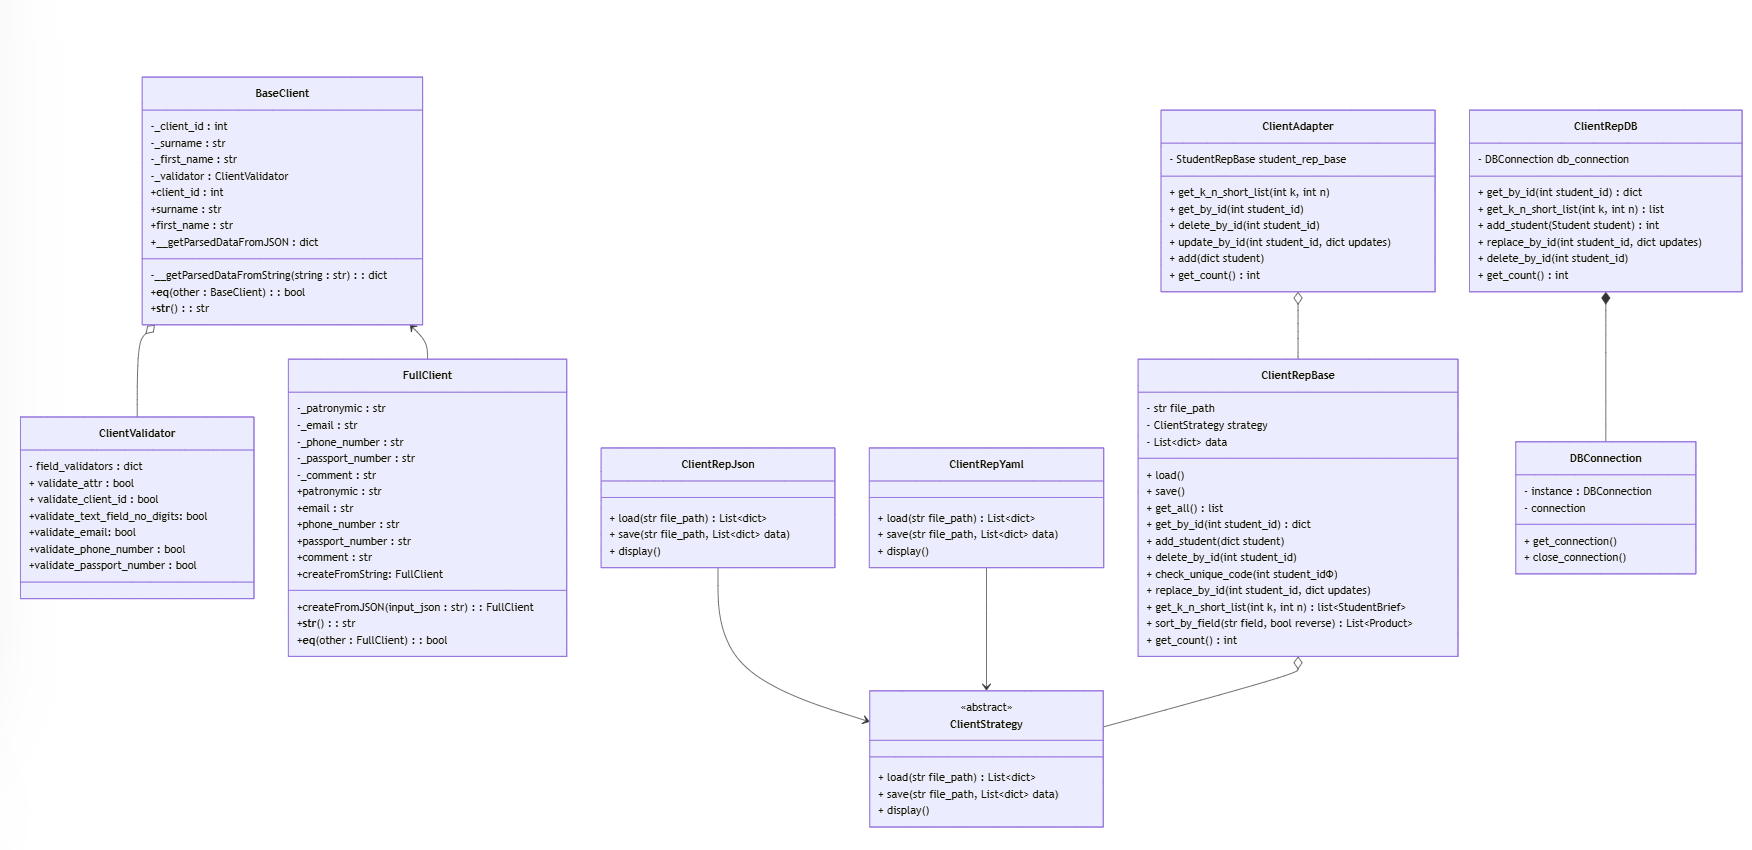 BaseClient
-_client_id : int
-_surname : str
-_first_name : str
-_validator : ClientValidator
+client_id : int
+surname : str
+first_name : str
+__getParsedDataFromJSON : dict
-__getParsedDataFromString(string : str) : : dict
+eq(other : BaseClient) : : bool
+str() : : str
ClientValidator
- field_validators : dict
+ validate_attr : bool
+ validate_client_id : bool
+validate_text_field_no_digits: bool
+validate_email: bool
+validate_phone_number : bool
+validate_passport_number : bool
FullClient
-_patronymic : str
-_email : str
-_phone_number : str
-_passport_number : str
-_comment : str
+patronymic : str
+email : str
+phone_number : str
+passport_number : str
+comment : str
+createFromString: FullClient
+createFromJSON(input_json : str) : : FullClient
+str() : : str
+eq(other : FullClient) : : bool
ClientRepJson
+ load(str file_path) : List<dict>
+ save(str file_path, List<dict> data)
+ display()
ClientRepYaml
+ load(str file_path) : List<dict>
+ save(str file_path, List<dict> data)
+ display()
«abstract»
ClientStrategy
+ load(str file_path) : List<dict>
+ save(str file_path, List<dict> data)
+ display()
ClientAdapter
- StudentRepBase student_rep_base
+ get_k_n_short_list(int k, int n)
+ get_by_id(int student_id)
+ delete_by_id(int student_id)
+ update_by_id(int student_id, dict updates)
+ add(dict student)
+ get_count() : int
ClientRepBase
- str file_path
- ClientStrategy strategy
- List<dict> data
+ load()
+ save()
+ get_all() : list
+ get_by_id(int student_id) : dict
+ add_student(dict student)
+ delete_by_id(int student_id)
+ check_unique_code(int student_idФ)
+ replace_by_id(int student_id, dict updates)
+ get_k_n_short_list(int k, int n) : list<StudentBrief>
+ sort_by_field(str field, bool reverse) : List<Product>
+ get_count() : int
ClientRepDB
- DBConnection db_connection
+ get_by_id(int student_id) : dict
+ get_k_n_short_list(int k, int n) : list
+ add_student(Student student) : int
+ replace_by_id(int student_id, dict updates)
+ delete_by_id(int student_id)
+ get_count() : int
DBConnection
- instance : DBConnection
- connection
+ get_connection()
+ close_connection()